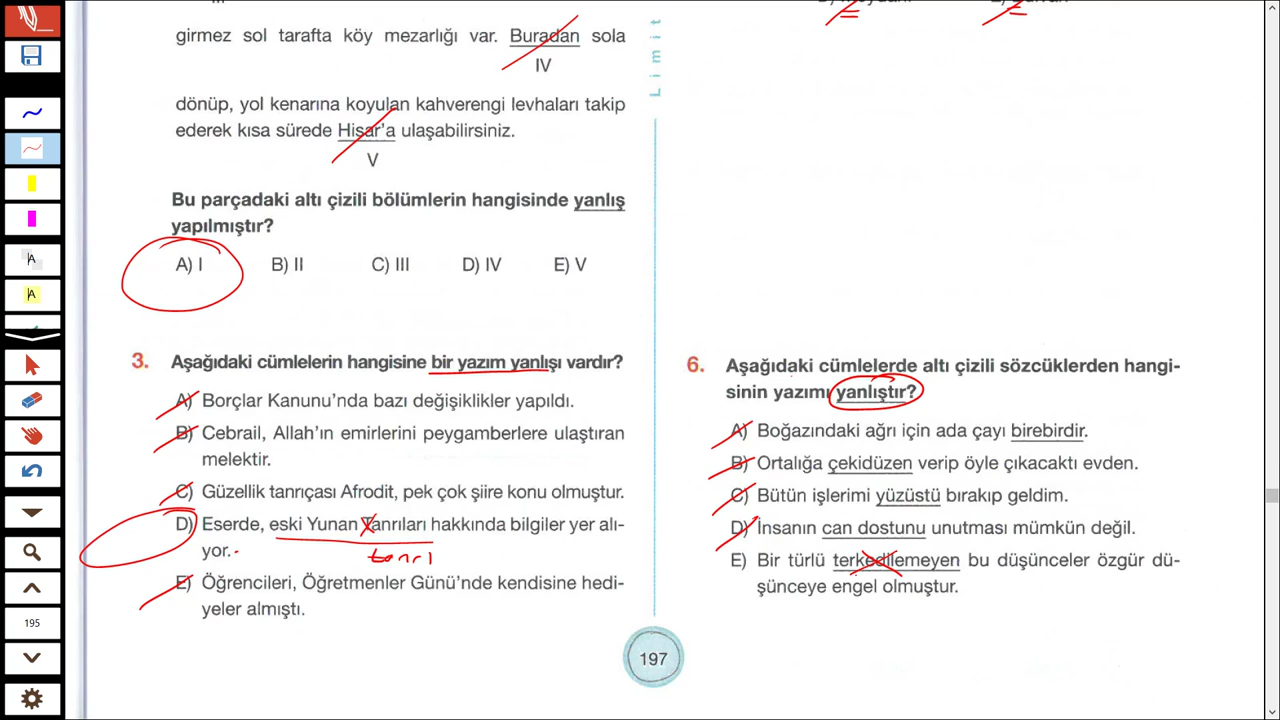 girmez sol tarafta köy mezarlığı var. Buradan sola
IV
dönüp, yol kenarına koyulan kahverengi levhaları takip
ederek kısa sürede Hisar'a ulaşabilirsiniz.
V
Bu parçadaki altı çizili bölümlerin hangisinde yanlış
yapılmıştır?
A) I B) II C) III D) IV E) V
3. Aşağıdaki cümlelerin hangisine bir yazım yanlışı vardır?
A) Borçlar Kanunu'nda bazı değişiklikler yapıldı.
B) Cebrail, Allah'ın emirlerini peygamberlere ulaştıran
melektir.
C) Güzellik tanrıçası Afrodit, pek çok şiire konu olmuştur.
D) Eserde, eski Yunan Tanrıları hakkında bilgiler yer alı-
yor.
tanrı
E) Öğrencileri, Öğretmenler Günü'nde kendisine hedi-
yeler almıştı.
Limit
6. Aşağıdaki cümlelerde altı çizili sözcüklerden hangi-
sinin yazımı yanlıştır?
A) Boğazındaki ağrı için ada çayı birebirdir.
B) Ortalığa çekidüzen verip öyle çıkacaktı evden.
C) Bütün işlerimi yüzüstü bırakıp geldim.
D) İnsanın can dostunu unutması mümkün değil.
E) Bir türlü terkedilemeyen bu düşünceler özgür dü-
şünceye engel olmuştur.
197
A
A
195